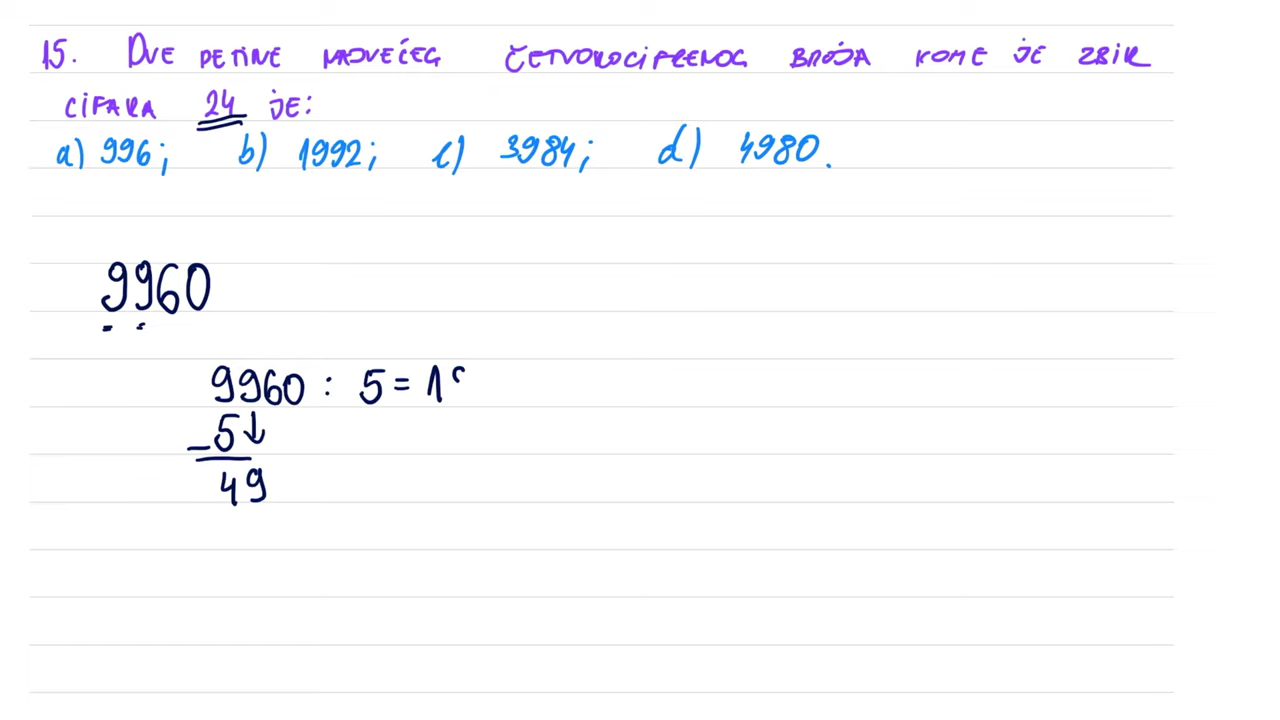 15. DVE PETINE NAJVEĆEG ČETVOROCIFRENOG BROJA KOME JE ZBIR
CIFARA 24 JE:
a) 996; b) 1992; c) 3984; d) 4980.
9960
9960 : 5 = 1
-5↓
49